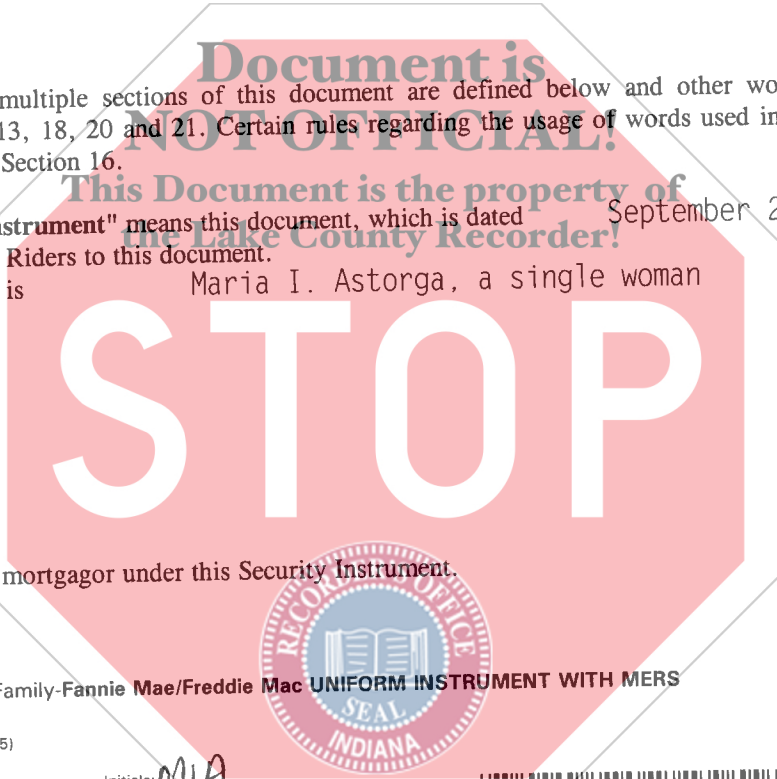 Document is
multiple sections of this document are defined below and other wo
13, 18, 20 and 21. Certain rules regarding the usage of words used in
NOT OFFICIAL!
Section 16.
This Document is the property of
strument" means this document, which is dated September 2
the Lake County Recorder!
Riders to this document.
is Maria I. Astorga, a single woman
STOP
mortgagor under this Security Instrument.
RECORDER'S OFFICE
Family-Fannie Mae/Freddie Mac UNIFORM INSTRUMENT WITH MERS
SEAL
INDIANA
5)
Initials: MIA